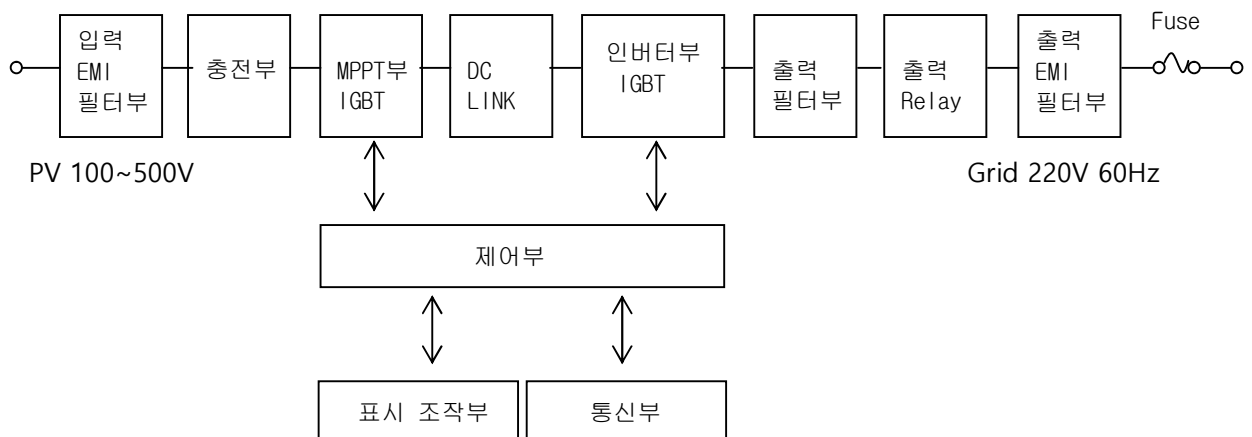 입력
EMI
필터부
충전부
MPPT부
IGBT
DC
LINK
인버터부
IGBT
출력
필터부
출력
Relay
출력
EMI
필터부
Fuse
PV 100~500V
Grid 220V 60Hz
제어부
표시 조작부
통신부